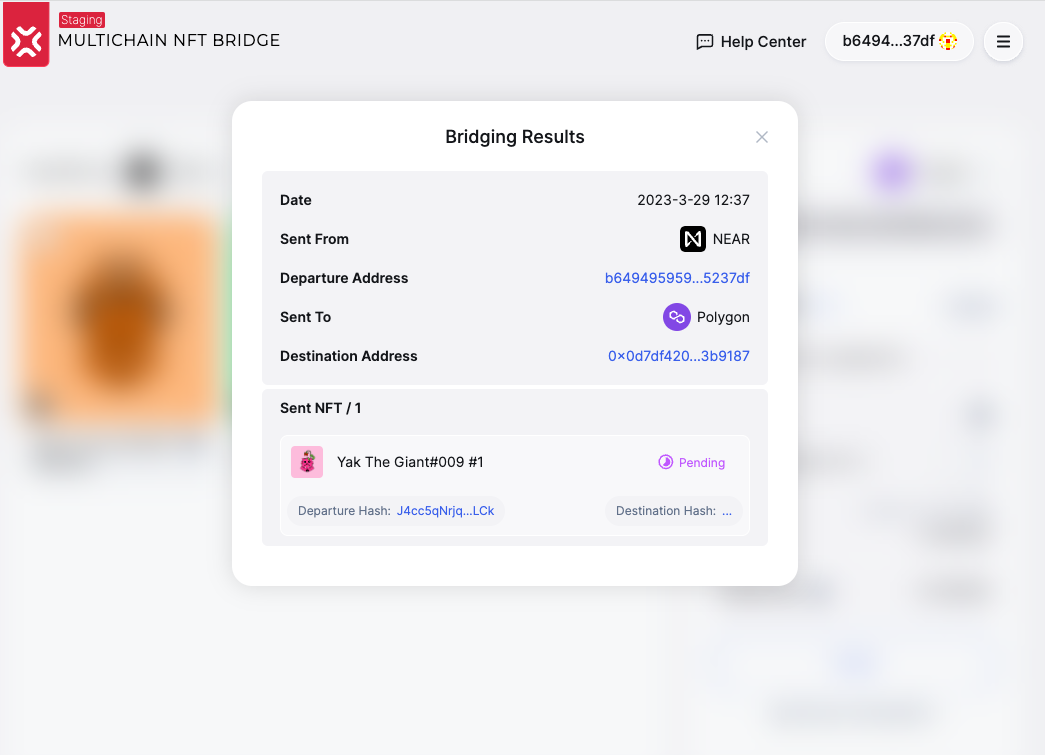 Staging
MULTICHAIN NFT BRIDGE
Help Center
b6494...37df
Bridging Results
Date 2023-3-29 12:37
Sent From NEAR
Departure Address b649495959...5237df
Sent To Polygon
Destination Address 0x0d7df420...3b9187
Sent NFT / 1
Yak The Giant#009 #1 Pending
Departure Hash: J4cc5qNrjq...LCk Destination Hash: ...